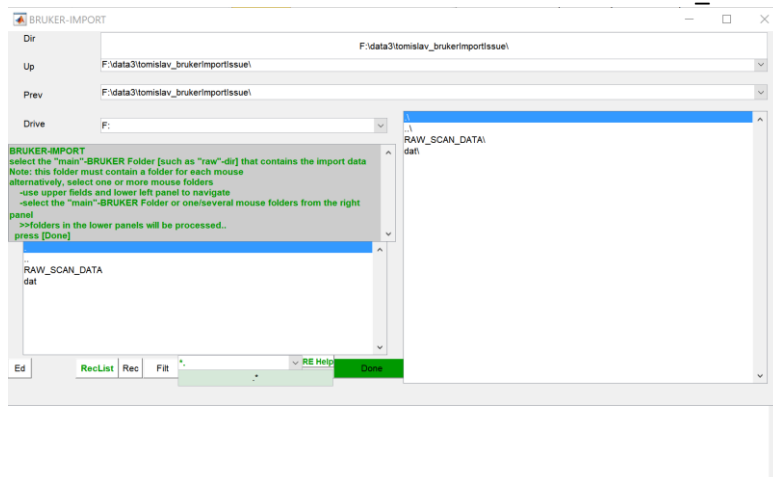 BRUKER-IMPORT
Dir
F:\data3\tomislav_brukerImportIssue\
Up
F:\data3\tomislav_brukerImportIssue\
Prev
F:\data3\tomislav_brukerImportIssue\
Drive
F:
BRUKER-IMPORT
select the "main"-BRUKER Folder [such as "raw"-dir] that contains the import data
Note: this folder must contain a folder for each mouse
alternatively, select one or more mouse folders
-use upper fields and lower left panel to navigate
-select the "main"-BRUKER Folder or one/several mouse folders from the right
panel
>>folders in the lower panels will be processed..
press [Done]
.
..
RAW_SCAN_DATA
dat
.\
..\
RAW_SCAN_DATA\
dat\
Ed
RecList
Rec
Filt
*.
RE Help
.*
Done